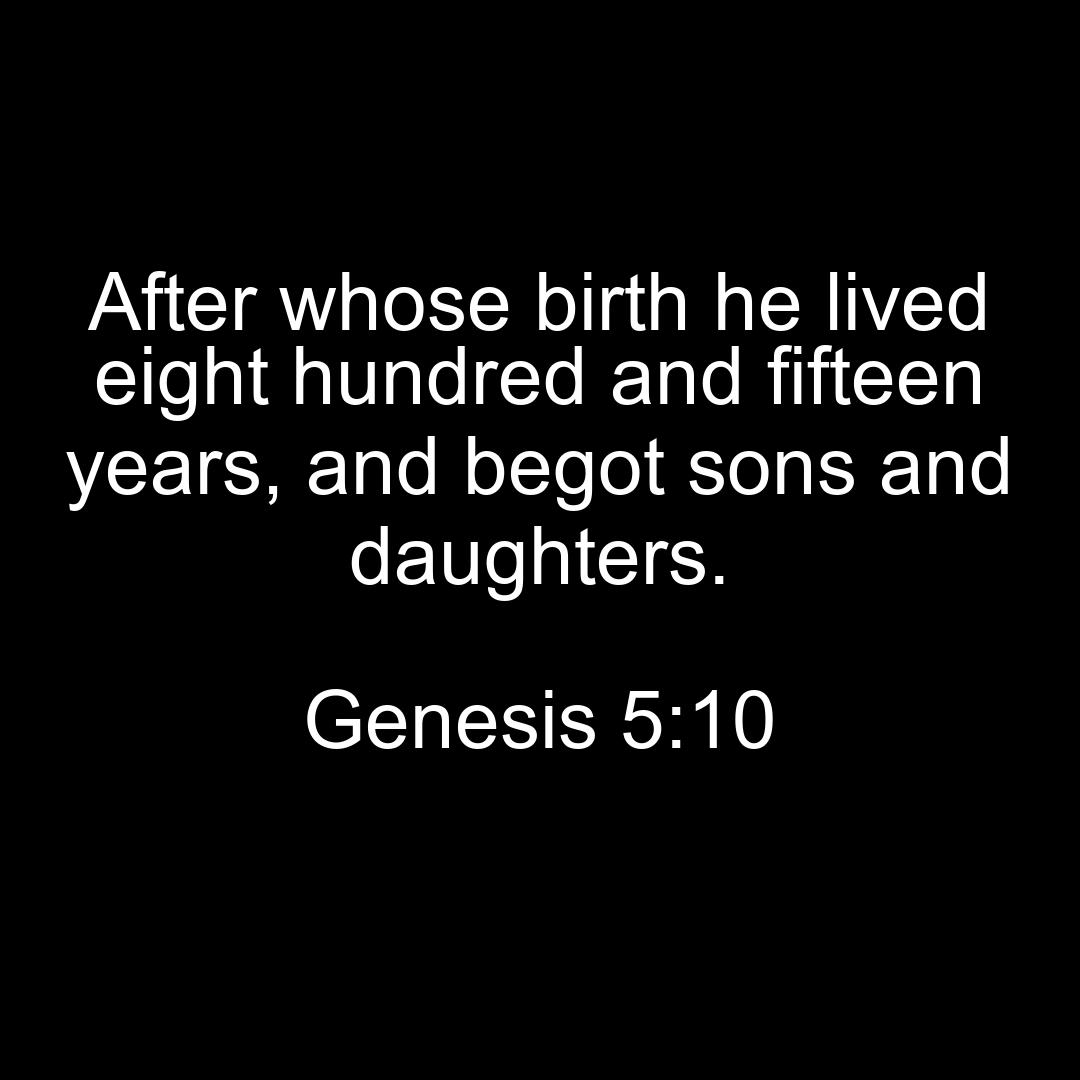 After whose birth he lived
eight hundred and fifteen
years, and begot sons and
daughters.
Genesis 5:10